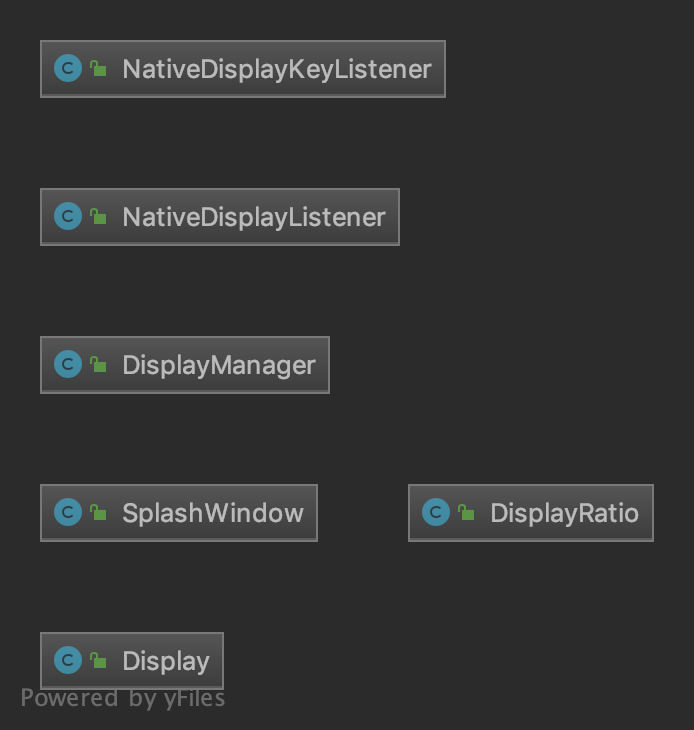 C NativeDisplayKeyListener
C NativeDisplayListener
C DisplayManager
C SplashWindow
C DisplayRatio
C Display
Powered by yFiles